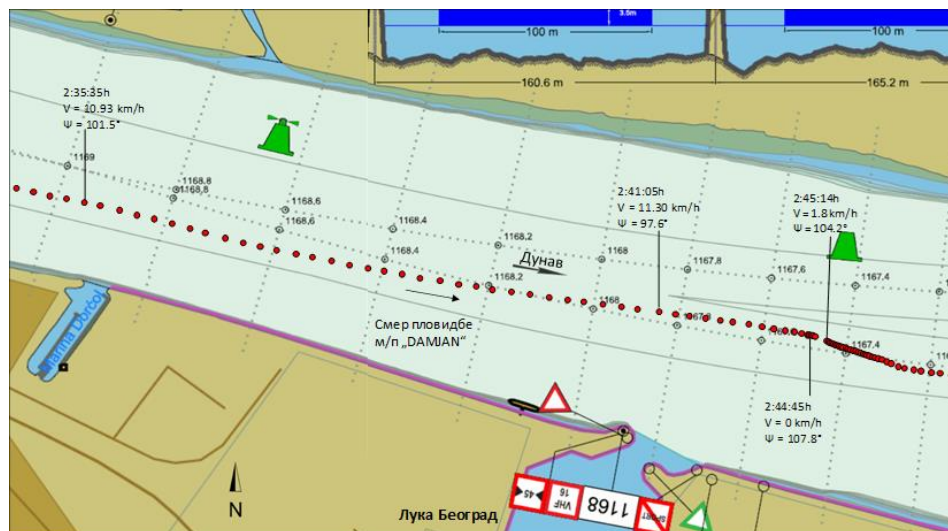 3.5m
100 m
100 m
160.6 m
165.2 m
2:35:35h
V = 10.93 km/h
Ψ = 101.5°
1169
1168.8
1168.8
1168.6
1168.6
1168.4
1168.4
1168.2
1168.2
1168
1168
2:41:05h
V = 11.30 km/h
Ψ = 97.6°
2:45:14h
V = 1.8 km/h
Ψ = 104.2°
1167.8
1167.6
1167.4
1167.4
Дунав
Смер пловидбе
м/п „DAMJAN“
Marina Dorćol
2:44:45h
V = 0 km/h
Ψ = 107.8°
N
Лука Београд
45
VHF
16
1168
SPORT